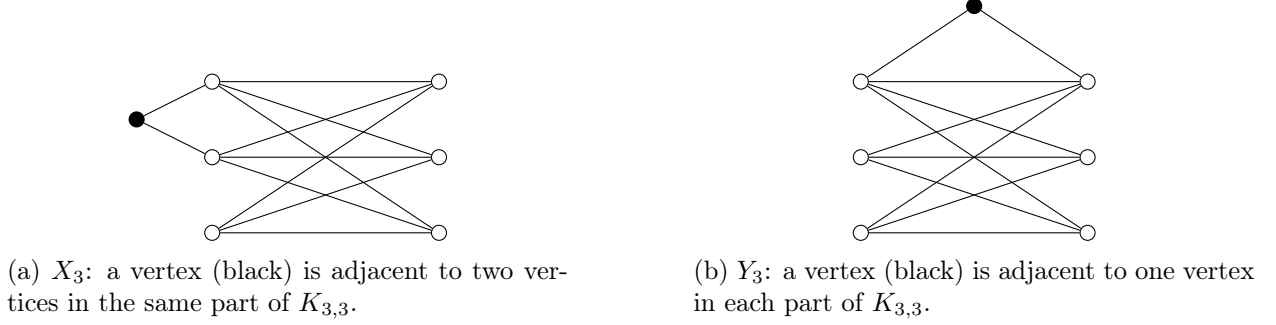 (a) X₃: a vertex (black) is adjacent to two ver-
tices in the same part of K₃,₃.
(b) Y₃: a vertex (black) is adjacent to one vertex
in each part of K₃,₃.